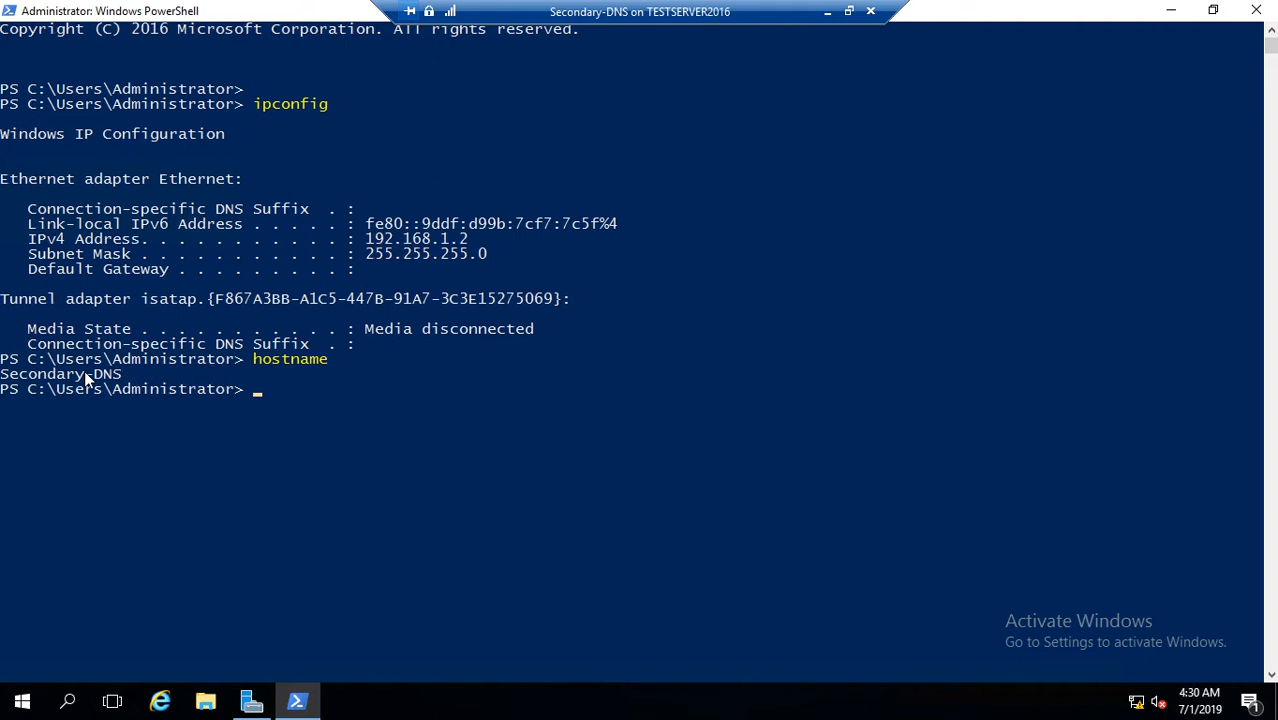 Administrator: Windows PowerShell
Secondary-DNS on TESTSERVER2016
Copyright (C) 2016 Microsoft Corporation. All rights reserved.
PS C:\Users\Administrator>
PS C:\Users\Administrator> ipconfig
Windows IP Configuration
Ethernet adapter Ethernet:
Connection-specific DNS Suffix . :
Link-local IPv6 Address . . . . . : fe80::9ddf:d99b:7cf7:7c5f%4
IPv4 Address. . . . . . . . . . . : 192.168.1.2
Subnet Mask . . . . . . . . . . . : 255.255.255.0
Default Gateway . . . . . . . . . :
Tunnel adapter isatap.{F867A3BB-A1C5-447B-91A7-3C3E15275069}:
Media State . . . . . . . . . . . : Media disconnected
Connection-specific DNS Suffix . :
PS C:\Users\Administrator> hostname
Secondary-DNS
PS C:\Users\Administrator> _
Activate Windows
Go to Settings to activate Windows.
4:30 AM
7/1/2019
1